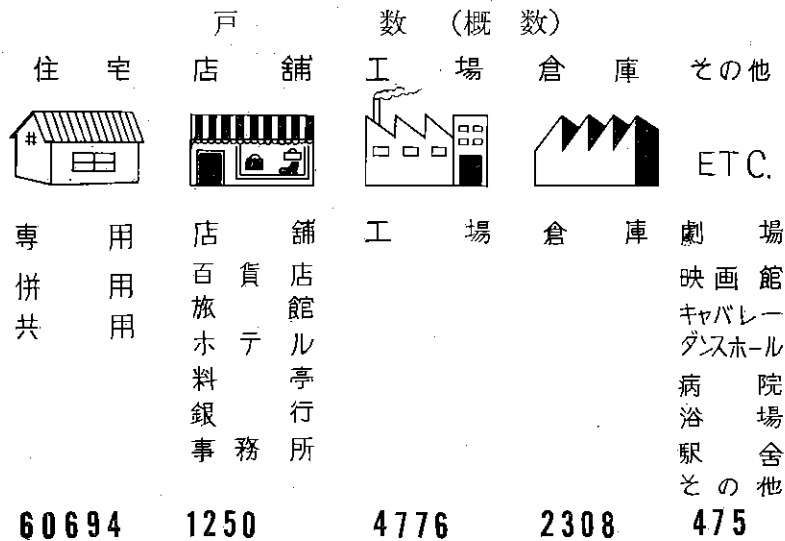 戸数(概数)
住宅 店舗 工場 倉庫 その他
ETC.
専用 店舗 工場 倉庫 劇場
併用 百貨店 映画館
共用 旅館 キャバレー
ホテル ダンスホール
料亭 病院
銀行 浴場
事務所 駅舎
その他
60694 1250 4776 2308 475